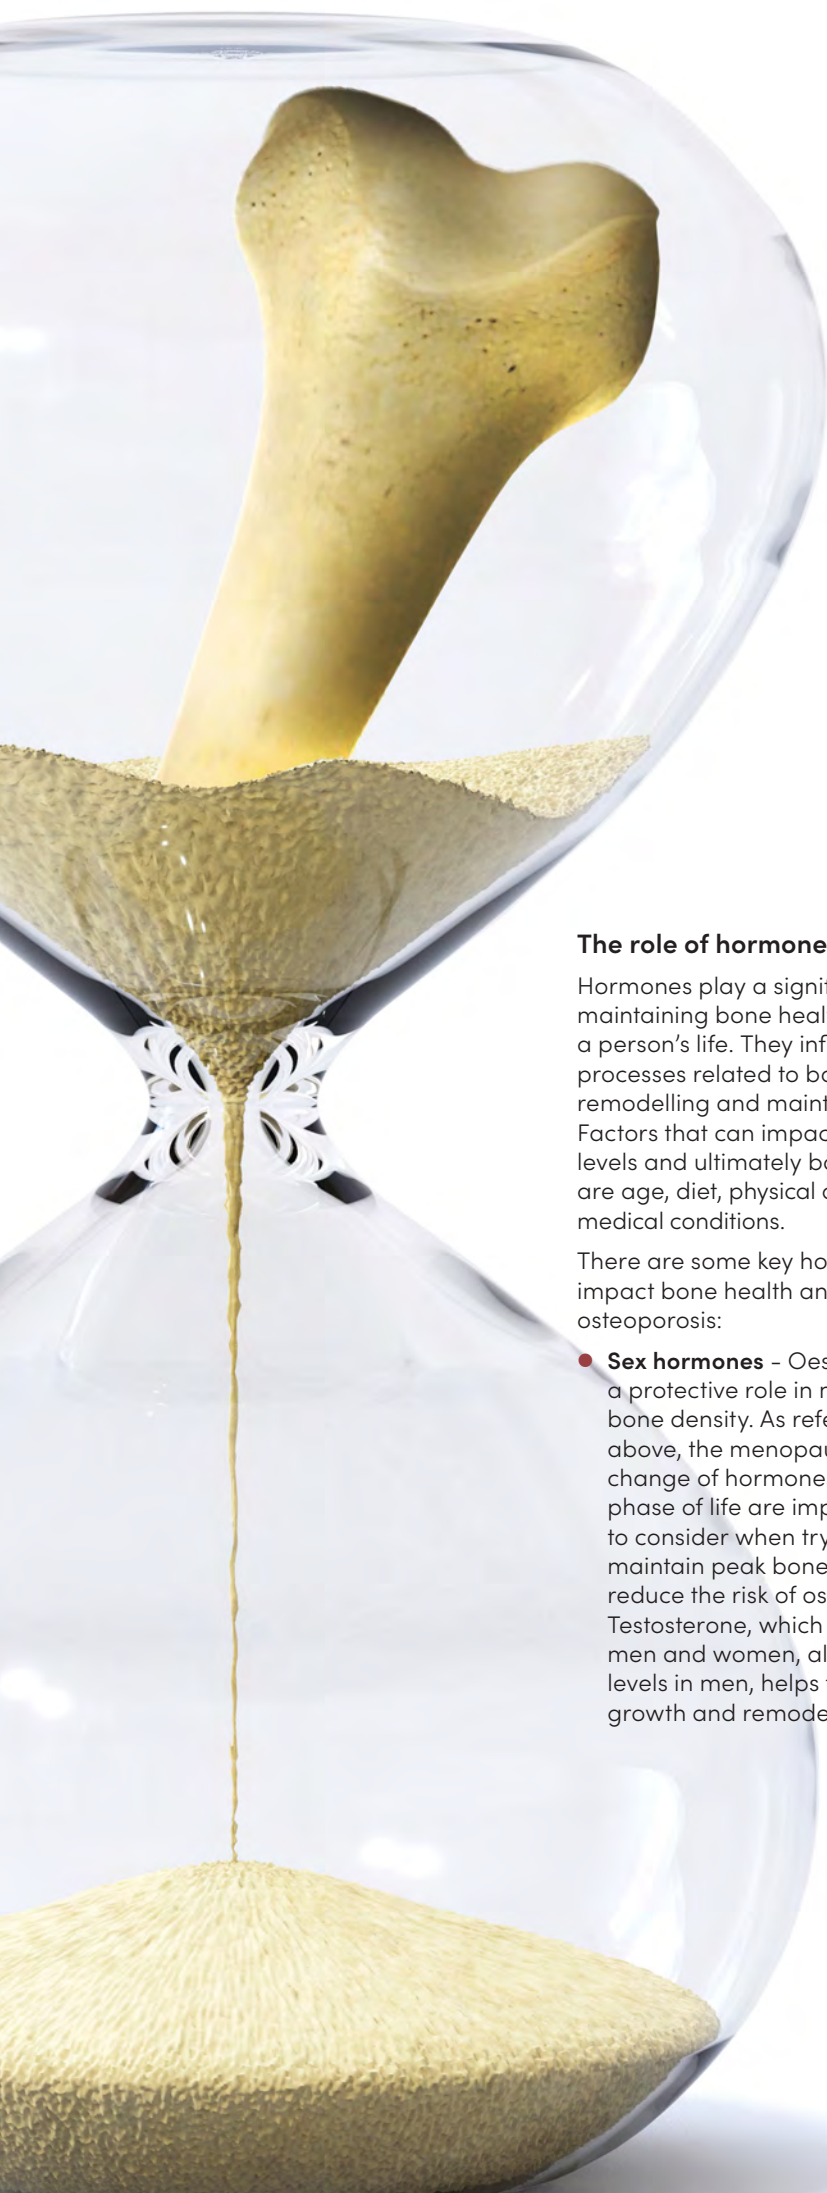 The role of hormone
Hormones play a signif
maintaining bone heal
a person's life. They inf
processes related to bo
remodelling and maint
Factors that can impac
levels and ultimately bo
are age, diet, physical a
medical conditions.
There are some key ho
impact bone health an
osteoporosis:
● Sex hormones - Oes
a protective role in m
bone density. As refe
above, the menopau
change of hormone
phase of life are imp
to consider when try
maintain peak bone
reduce the risk of os
Testosterone, which
men and women, al
levels in men, helps t
growth and remode